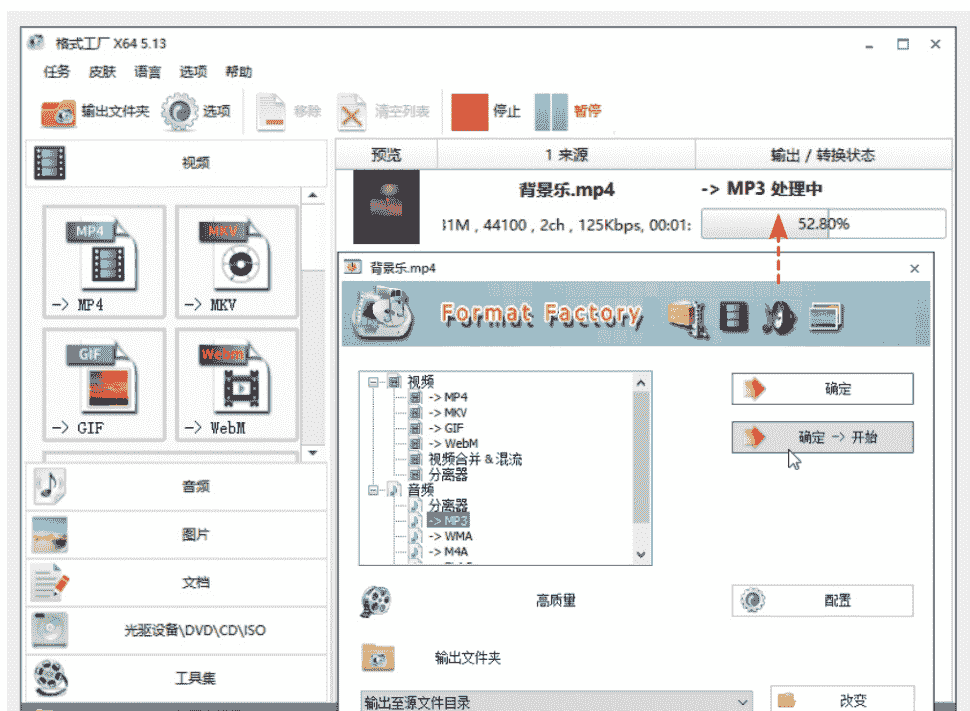 格式工厂 X64 5.13
任务 皮肤 语言 选项 帮助
输出文件夹 选项 移除 清空列表 停止 暂停
视频
预览 1 来源 输出 / 转换状态
背景乐.mp4 -> MP3 处理中
31M , 44100 , 2ch , 125Kbps, 00:01: 52.80%
MP4 MKV
-> MP4 -> MKV
GIF WebM
-> GIF -> WebM
音频
图片
文档
光驱设备\DVD\CD\ISO
工具集
背景乐.mp4
Format Factory
视频
-> MP4
-> MKV
-> GIF
-> WebM
视频合并 & 混流
分离器
音频
分离器
-> MP3
-> WMA
-> M4A
确定
确定 -> 开始
高质量 配置
输出文件夹
输出至源文件目录 改变